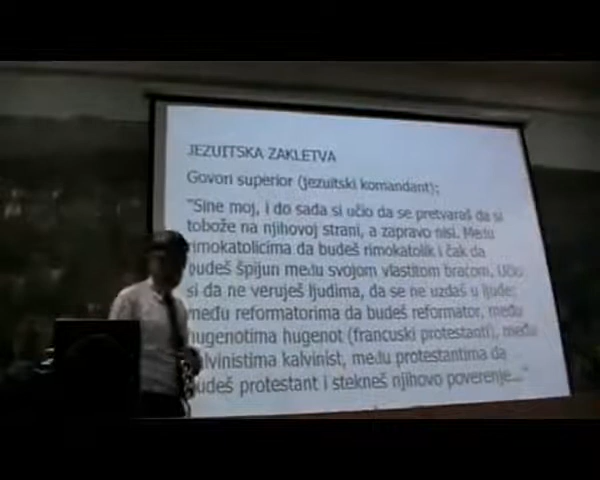 JEZUITSKA ZAKLETVA
Govori superior (jezuitski komandant);
"Sine moj, i do sada si učio da se pretvaraš da si
tobože na njihovoj strani, a zapravo nisi. Među
rimokatolicima da budeš rimokatolik i čak da
budeš špijun među svojom vlastitom braćom, Učio
si da ne veruješ ljudima, da se ne uzdaš u ljude;
među reformatorima da budeš reformator, među
hugenotima hugenot (francuski protestanti), među
kalvinistima kalvinist, među protestantima da
budeš protestant i stekneš njihovo poverenje..."